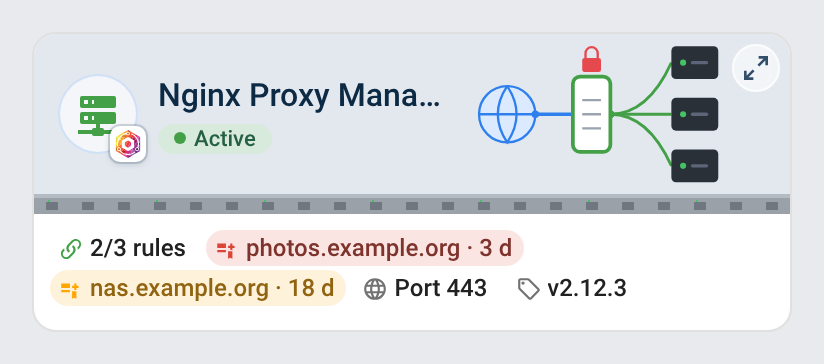 Nginx Proxy Mana...
Active
2/3 rules photos.example.org · 3 d
nas.example.org · 18 d Port 443 v2.12.3